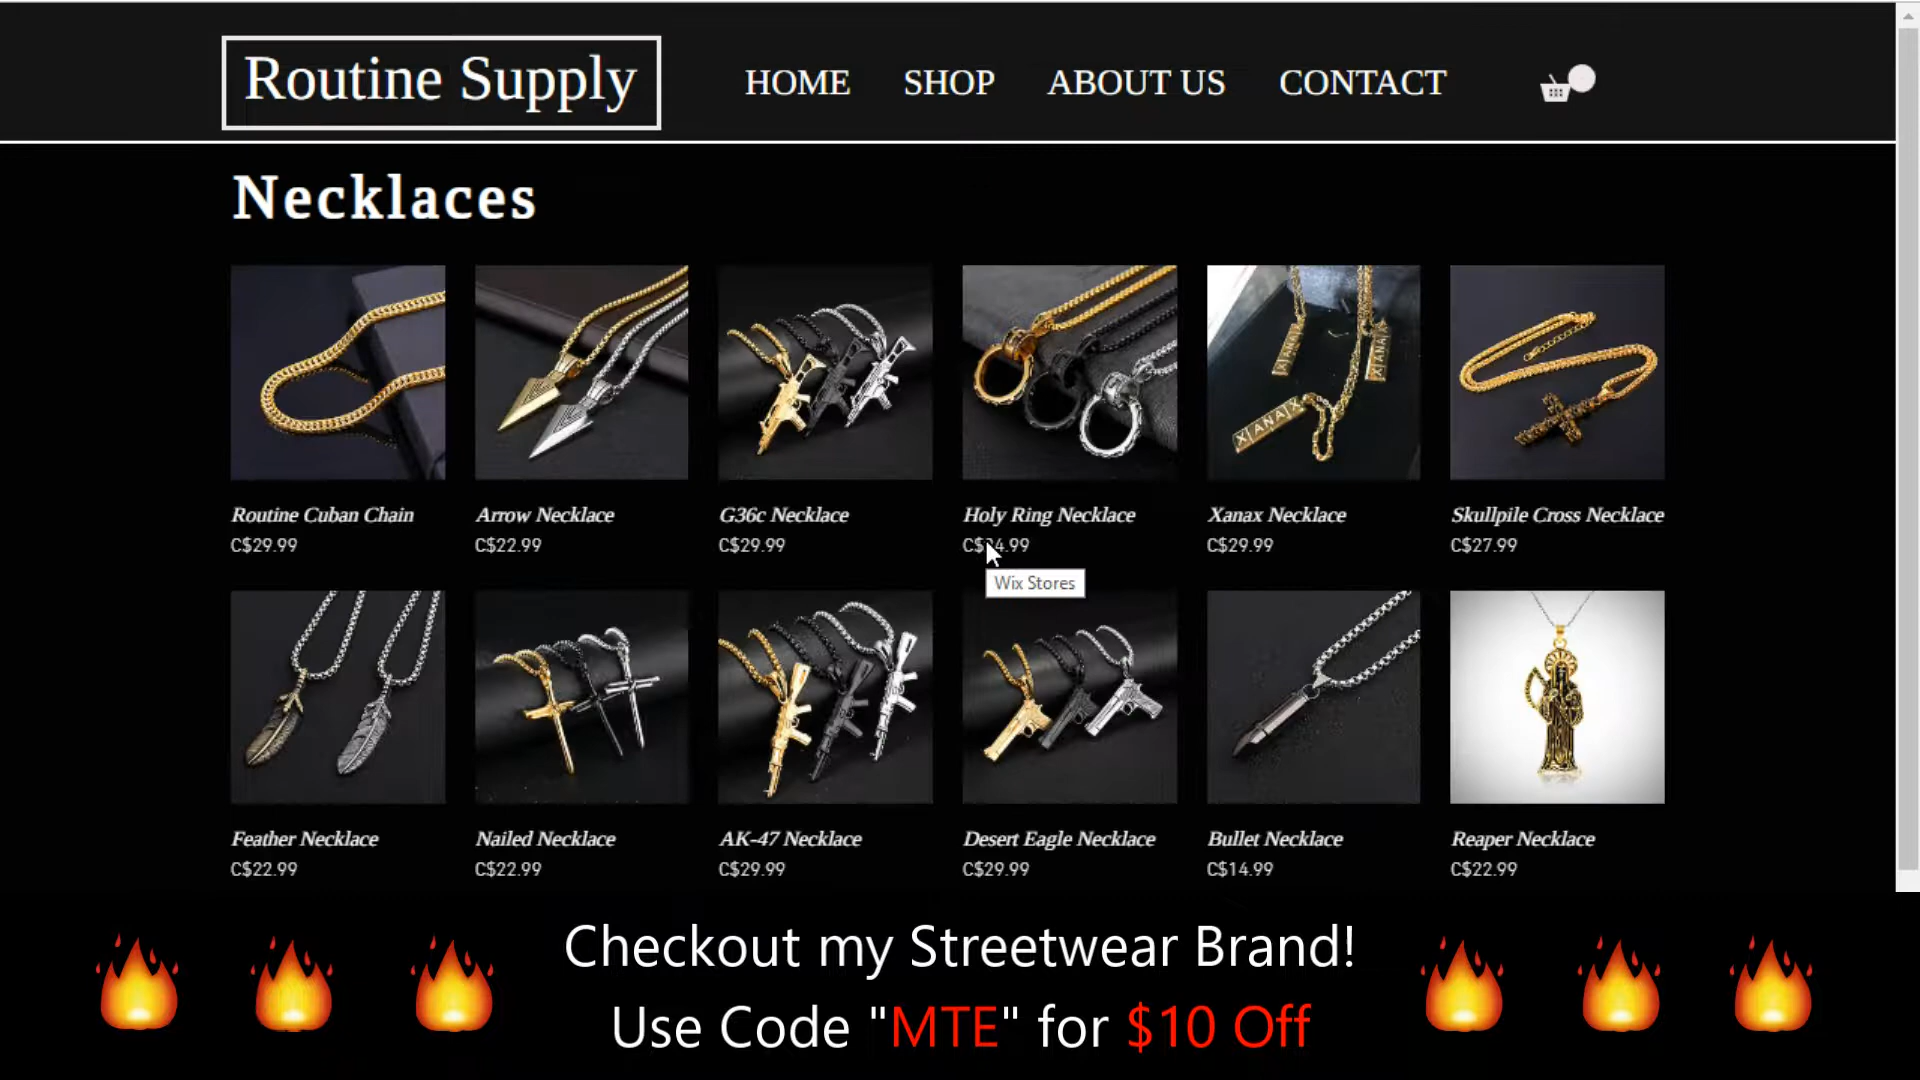 Routine Supply
HOME SHOP ABOUT US CONTACT
Necklaces
XANAX
Routine Cuban Chain
C$29.99
Arrow Necklace
C$22.99
G36c Necklace
C$29.99
Holy Ring Necklace
Wix Stores
Xanax Necklace
C$29.99
Skullpile Cross Necklace
C$27.99
Feather Necklace
C$22.99
Nailed Necklace
C$22.99
AK-47 Necklace
C$29.99
Desert Eagle Necklace
C$29.99
Bullet Necklace
C$14.99
Reaper Necklace
C$22.99
Checkout my Streetwear Brand!
Use Code "MTE" for $10 Off